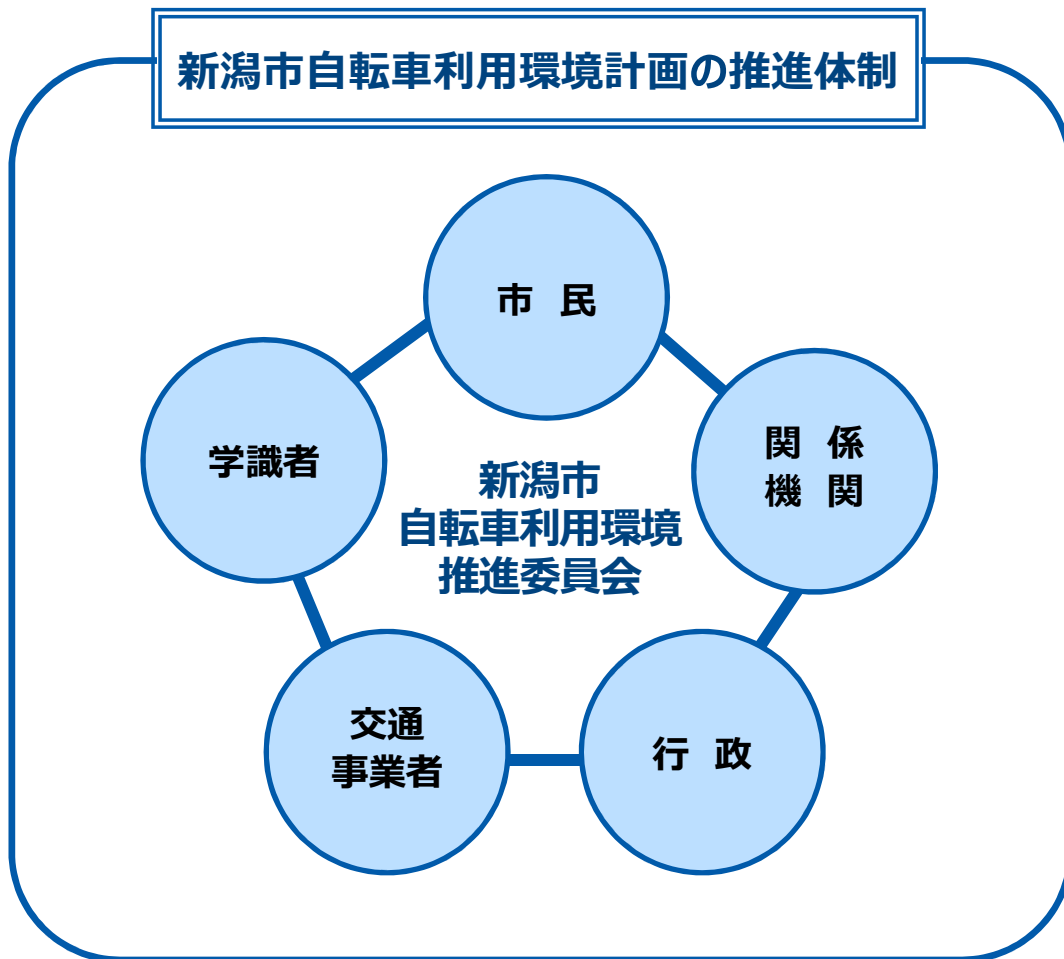 新潟市自転車利用環境計画の推進体制
市 民
関 係
機 関
学識者
新潟市
自転車利用環境
推進委員会
交通
事業者
行 政